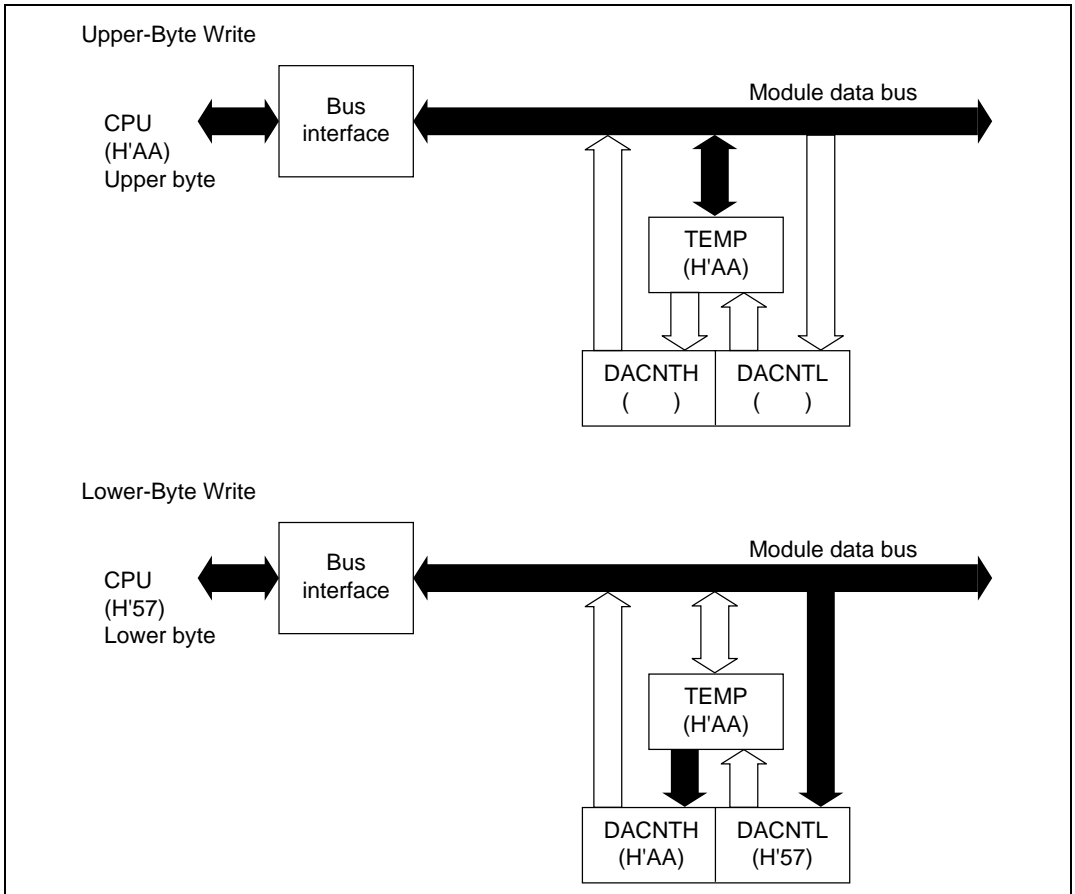 Upper-Byte Write
Module data bus
Bus
interface
CPU
(H'AA)
Upper byte
TEMP
(H'AA)
DACNTH
( )
DACNTL
( )
Lower-Byte Write
Module data bus
Bus
interface
CPU
(H'57)
Lower byte
TEMP
(H'AA)
DACNTH
(H'AA)
DACNTL
(H'57)